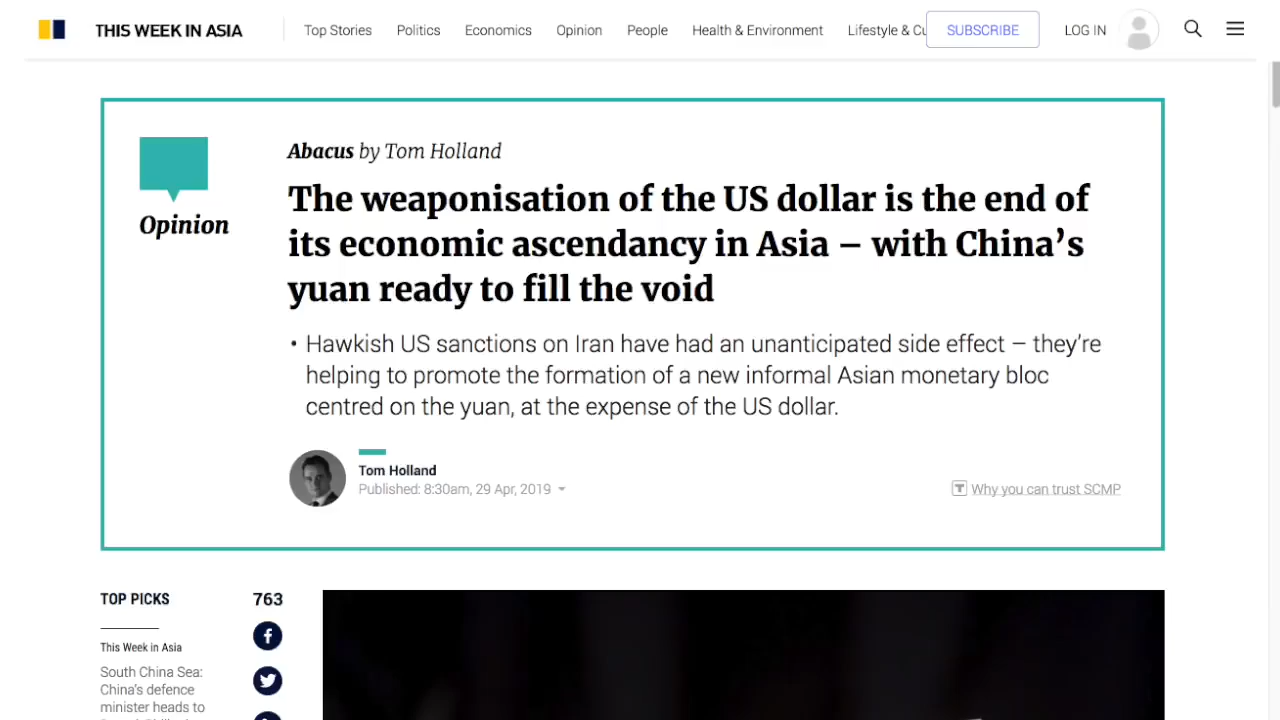 THIS WEEK IN ASIA
Top Stories
Politics
Economics
Opinion
People
Health & Environment
Lifestyle & Cu
SUBSCRIBE
LOG IN
Opinion
Abacus by Tom Holland
The weaponisation of the US dollar is the end of
its economic ascendancy in Asia – with China's
yuan ready to fill the void
• Hawkish US sanctions on Iran have had an unanticipated side effect – they're
helping to promote the formation of a new informal Asian monetary bloc
centred on the yuan, at the expense of the US dollar.
Tom Holland
Published: 8:30am, 29 Apr, 2019
Why you can trust SCMP
TOP PICKS
This Week in Asia
South China Sea:
China's defence
minister heads to
763